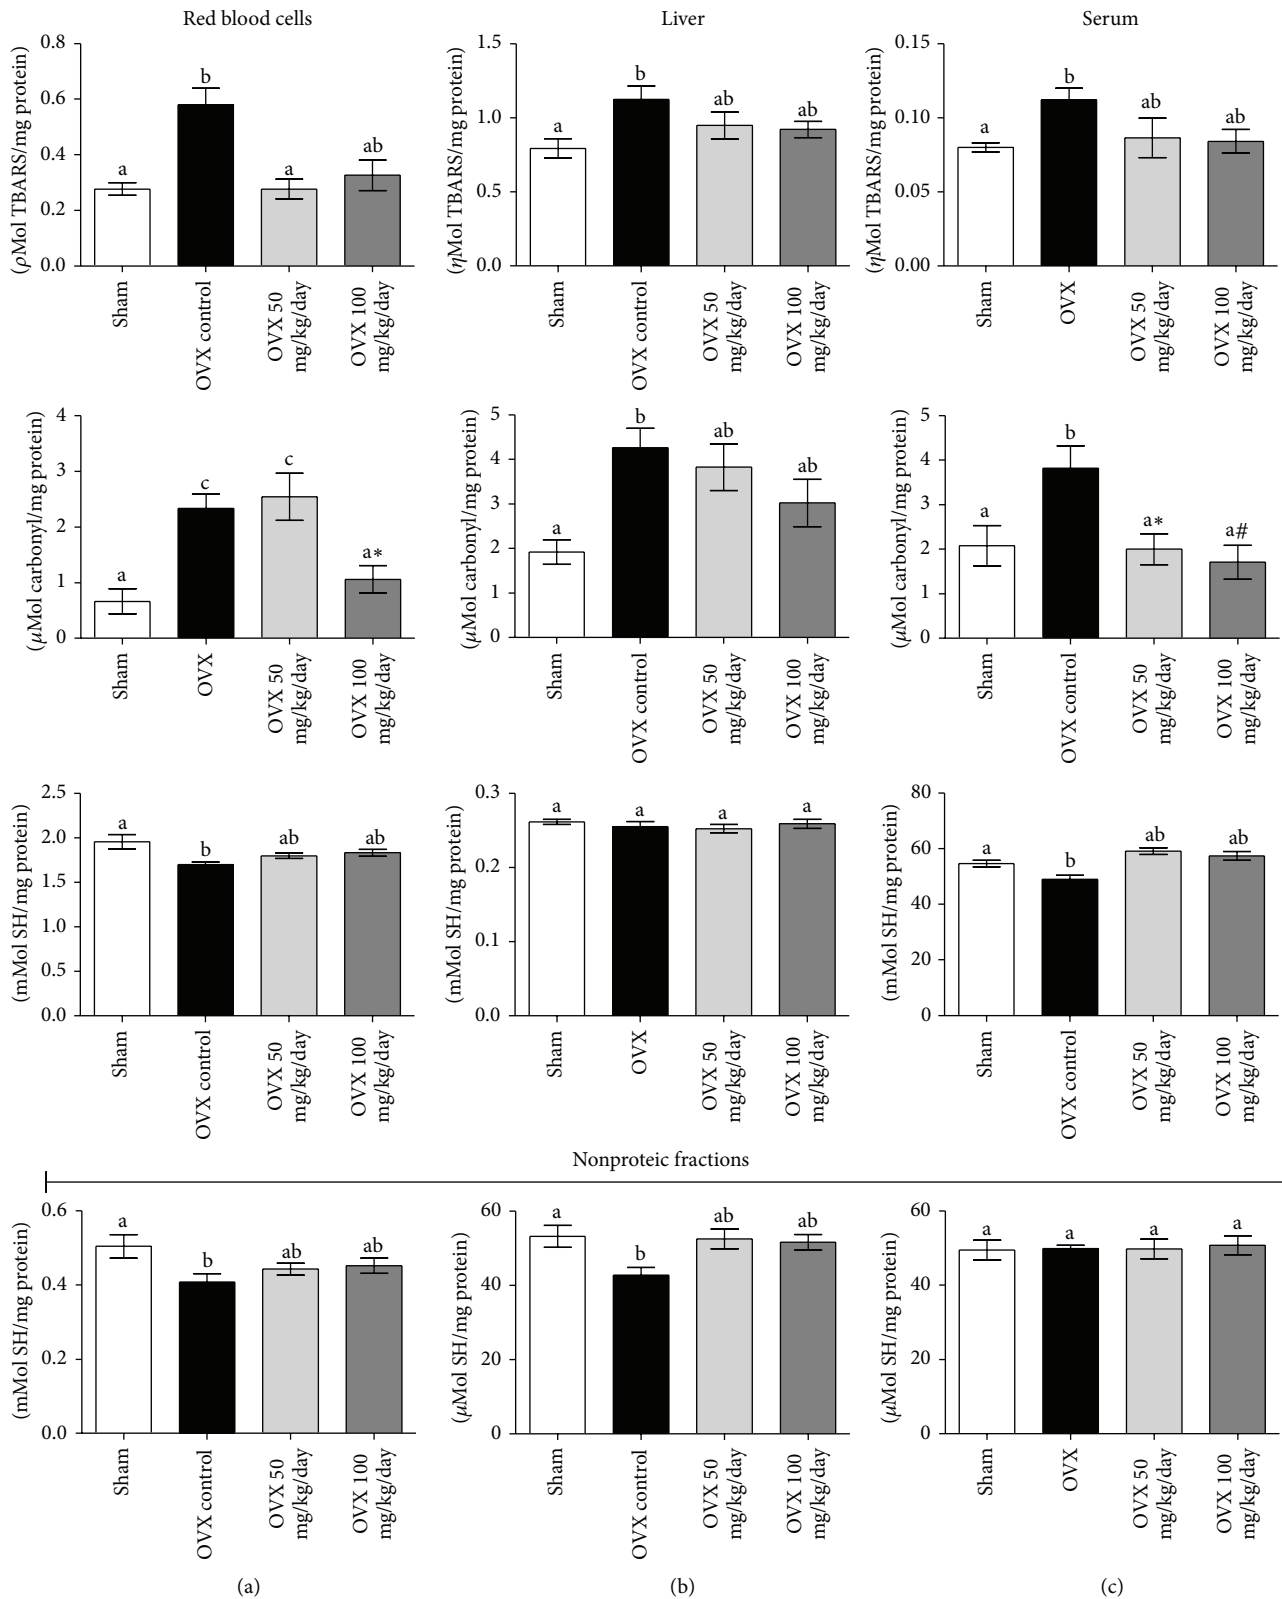 Red blood cells
Liver
Serum
(ρMol TBARS/mg protein)
0.8
0.6
0.4
0.2
0.0
a
b
a
ab
Sham
OVX control
OVX 50
mg/kg/day
OVX 100
mg/kg/day
(ηMol TBARS/mg protein)
1.5
1.0
0.5
0.0
a
b
ab
ab
Sham
OVX control
OVX 50
mg/kg/day
OVX 100
mg/kg/day
(ηMol TBARS/mg protein)
0.15
0.10
0.05
0.00
a
b
ab
ab
Sham
OVX
OVX 50
mg/kg/day
OVX 100
mg/kg/day
(μMol carbonyl/mg protein)
4
3
2
1
0
a
c
c
a*
Sham
OVX
OVX 50
mg/kg/day
OVX 100
mg/kg/day
(μMol carbonyl/mg protein)
5
4
3
2
1
0
a
b
ab
ab
Sham
OVX control
OVX 50
mg/kg/day
OVX 100
mg/kg/day
(μMol carbonyl/mg protein)
5
4
3
2
1
0
a
b
a*
a#
Sham
OVX control
OVX 50
mg/kg/day
OVX 100
mg/kg/day
(mMol SH/mg protein)
2.5
2.0
1.5
1.0
0.5
0.0
a
b
ab
ab
Sham
OVX control
OVX 50
mg/kg/day
OVX 100
mg/kg/day
(mMol SH/mg protein)
0.3
0.2
0.1
0.0
a
a
a
a
Sham
OVX
OVX 50
mg/kg/day
OVX 100
mg/kg/day
(mMol SH/mg protein)
80
60
40
20
0
a
b
ab
ab
Sham
OVX control
OVX 50
mg/kg/day
OVX 100
mg/kg/day
Nonproteic fractions
(mMol SH/mg protein)
0.6
0.4
0.2
0.0
a
b
ab
ab
Sham
OVX control
OVX 50
mg/kg/day
OVX 100
mg/kg/day
(μMol SH/mg protein)
60
40
20
0
a
b
ab
ab
Sham
OVX control
OVX 50
mg/kg/day
OVX 100
mg/kg/day
(μMol SH/mg protein)
60
40
20
0
a
a
a
a
Sham
OVX
OVX 50
mg/kg/day
OVX 100
mg/kg/day
(a)
(b)
(c)